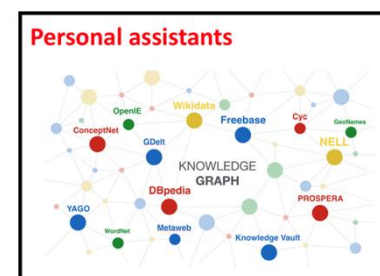 Personal assistants
Wikidata
OpenIE
Freebase
Cyc
GeoNames
ConceptNet
GDelt
NELL
KNOWLEDGE
GRAPH
DBpedia
PROSPERA
YAGO
WordNet
Metaweb
Knowledge Vault